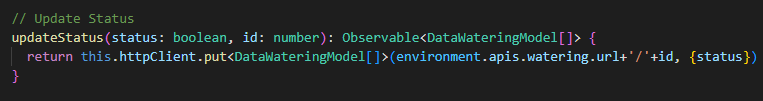 // Update Status
updateStatus(status: boolean, id: number): Observable<DataWateringModel[]> {
return this.httpClient.put<DataWateringModel[]>(environment.apis.watering.url+'/'+id, {status})
}